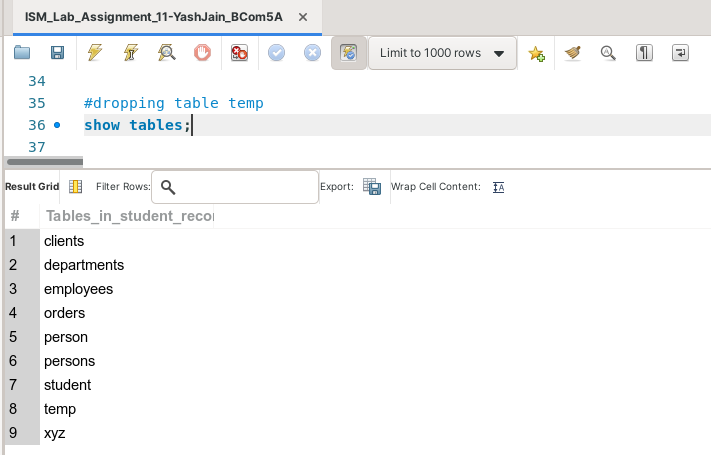 ISM_Lab_Assignment_11-YashJain_BCom5A ×
Limit to 1000 rows
34
35 #dropping table temp
36 show tables;
37
Result Grid Filter Rows: Export: Wrap Cell Content: IA
# Tables_in_student_recor
1 clients
2 departments
3 employees
4 orders
5 person
6 persons
7 student
8 temp
9 xyz